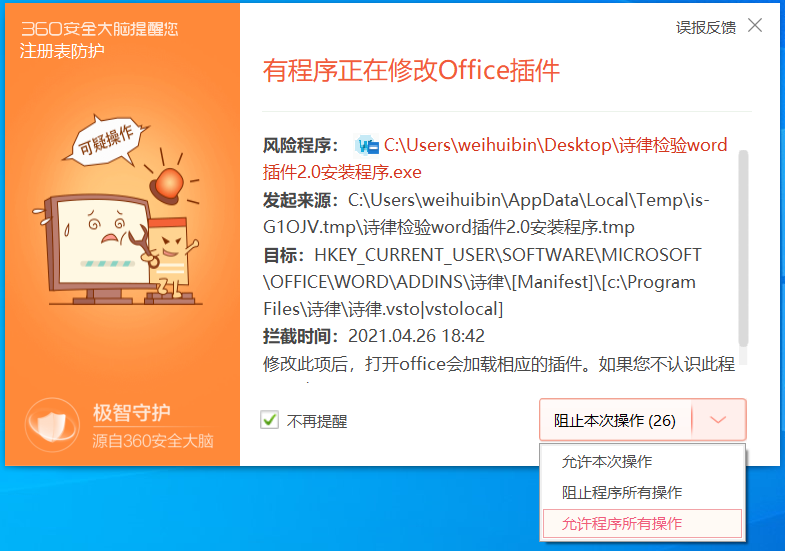 360安全大脑提醒您
注册表防护
误报反馈
有程序正在修改Office插件
可疑操作
风险程序： C:\Users\weihuibin\Desktop\诗律检验word
插件2.0安装程序.exe
发起来源：C:\Users\weihuibin\AppData\Local\Temp\is-
G1OJV.tmp\诗律检验word插件2.0安装程序.tmp
目标：HKEY_CURRENT_USER\SOFTWARE\MICROSOFT
\OFFICE\WORD\ADDINS\诗律\[Manifest]\[c:\Program
Files\诗律\诗律.vsto|vstolocal]
拦截时间：2021.04.26 18:42
修改此项后，打开office会加载相应的插件。如果您不认识此程
极智守护
源自360安全大脑
不再提醒
阻止本次操作 (26)
允许本次操作
阻止程序所有操作
允许程序所有操作